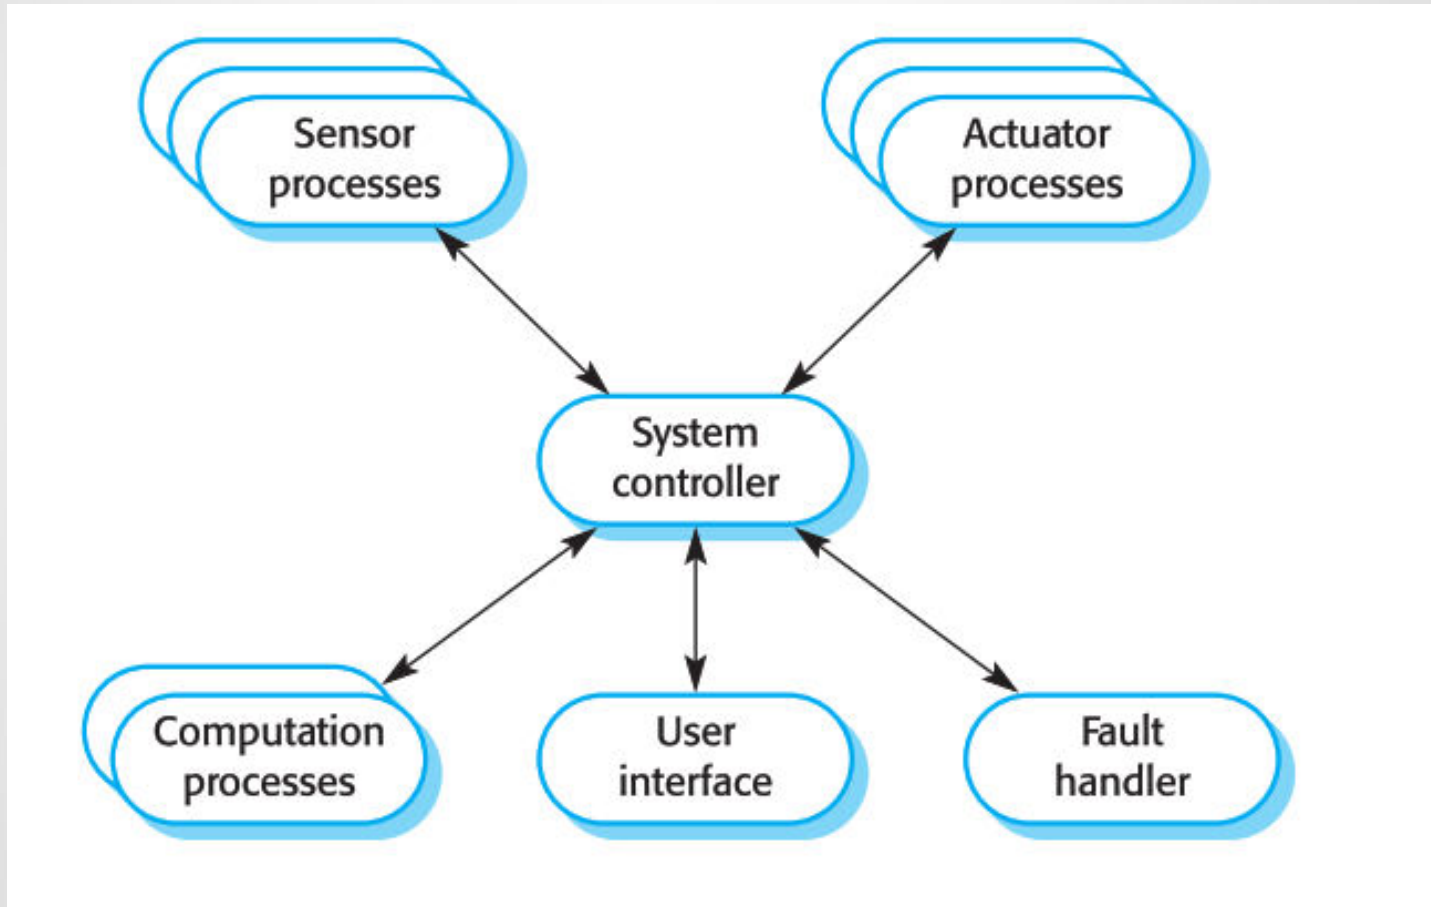 Sensor
processes
Actuator
processes
System
controller
Computation
processes
User
interface
Fault
handler